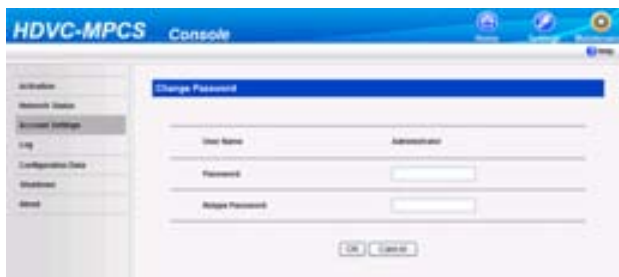 HDVC-MPCS Console
Home Settings Maintenance
Help
Activation
Network Status
Account Settings
Log
Configuration Data
Shutdown
About
Change Password
User Name Administrator
Password
Retype Password
OK Cancel